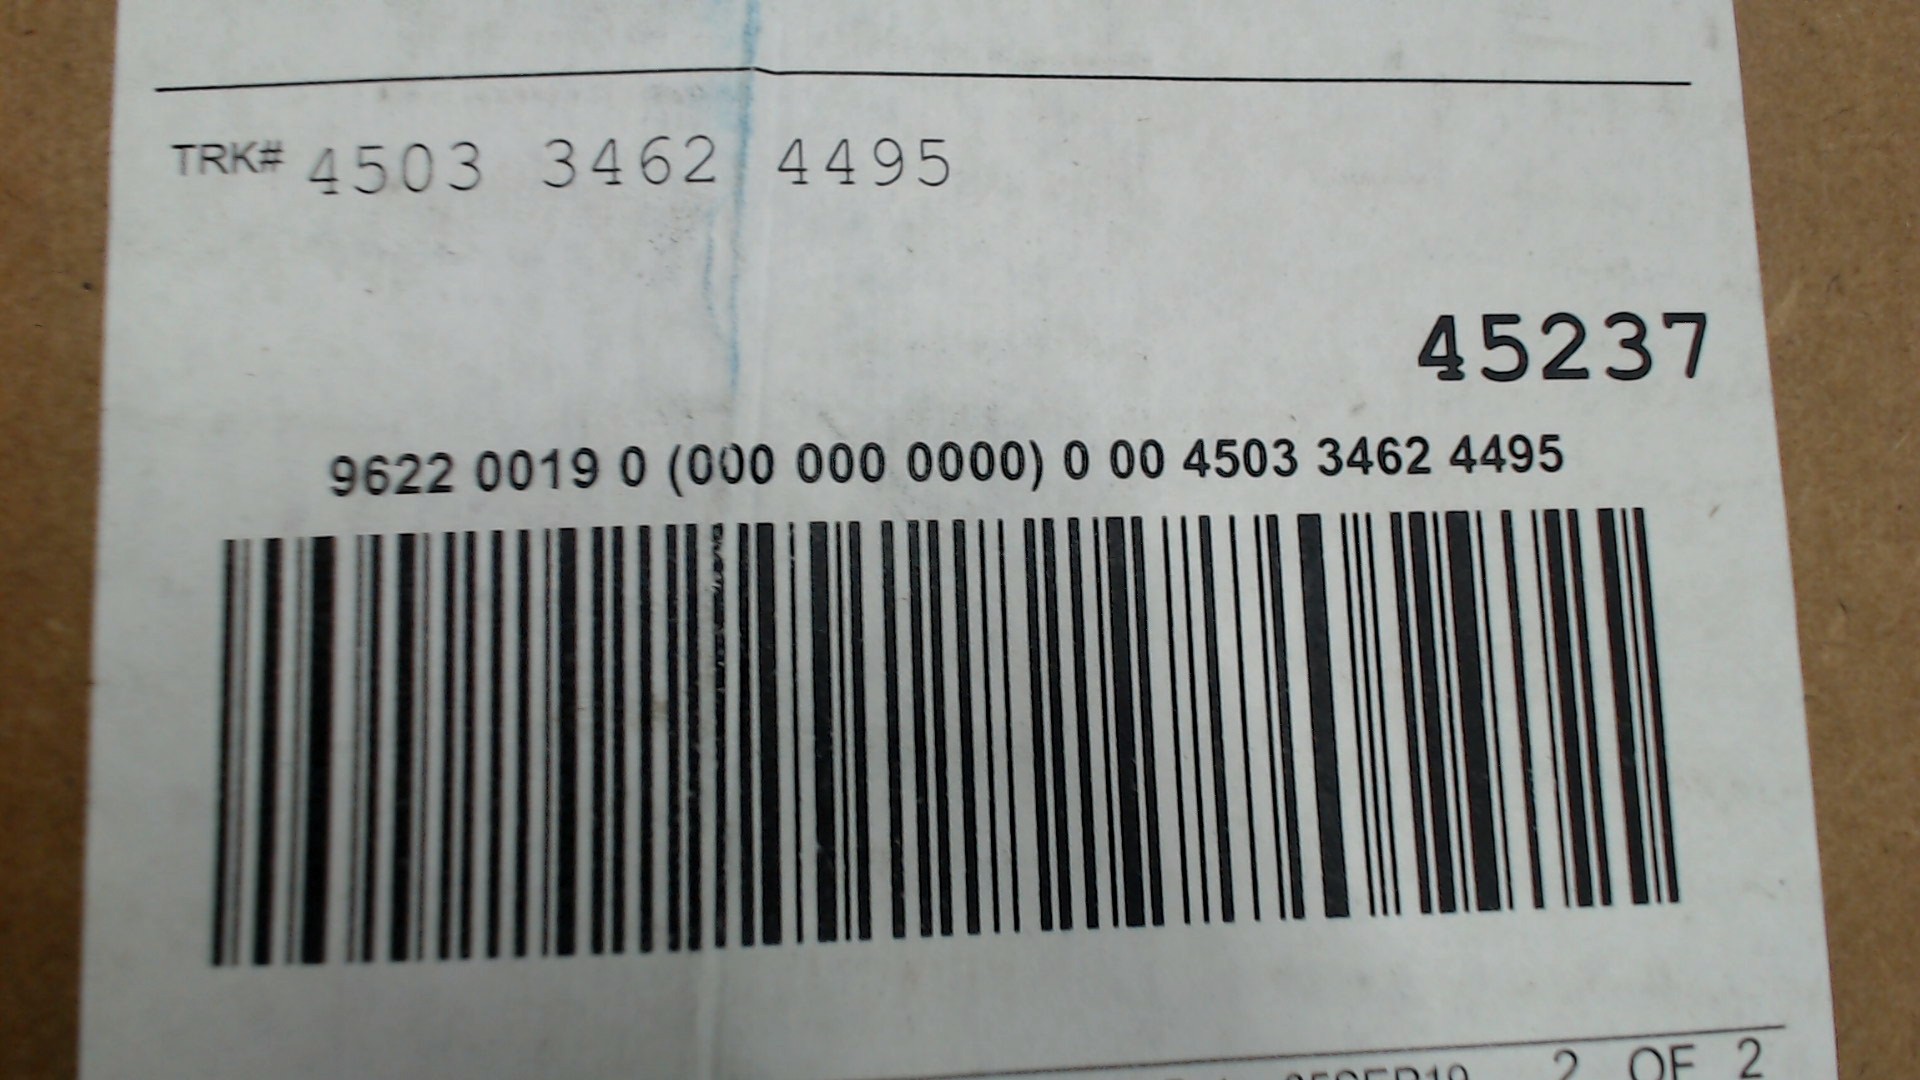 TRK# 4503 3462 4495
45237
9622 0019 0 (000 000 0000) 0 00 4503 3462 4495
2 OF 2